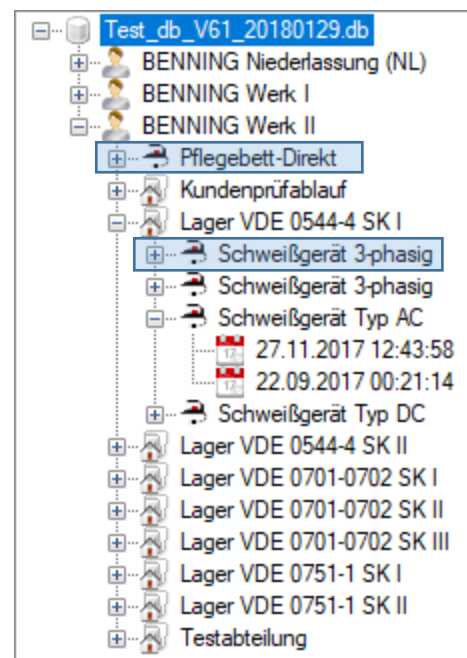 Test_db_V61_20180129.db
BENNING Niederlassung (NL)
BENNING Werk I
BENNING Werk II
Pflegebett-Direkt
Kundenprüfablauf
Lager VDE 0544-4 SK I
Schweißgerät 3-phasig
Schweißgerät 3-phasig
Schweißgerät Typ AC
27.11.2017 12:43:58
22.09.2017 00:21:14
Schweißgerät Typ DC
Lager VDE 0544-4 SK II
Lager VDE 0701-0702 SK I
Lager VDE 0701-0702 SK II
Lager VDE 0701-0702 SK III
Lager VDE 0751-1 SK I
Lager VDE 0751-1 SK II
Testabteilung